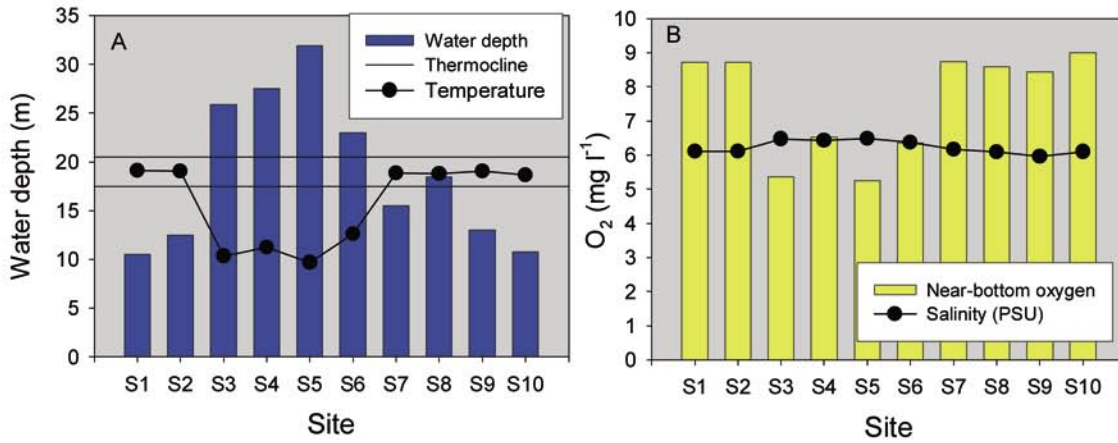 A
Water depth (m)
35
30
25
20
15
10
5
0
Water depth
Thermocline
Temperature
S1 S2 S3 S4 S5 S6 S7 S8 S9 S10
Site
B
O₂ (mg l⁻¹)
10
9
8
7
6
5
4
3
2
1
0
Near-bottom oxygen
Salinity (PSU)
S1 S2 S3 S4 S5 S6 S7 S8 S9 S10
Site